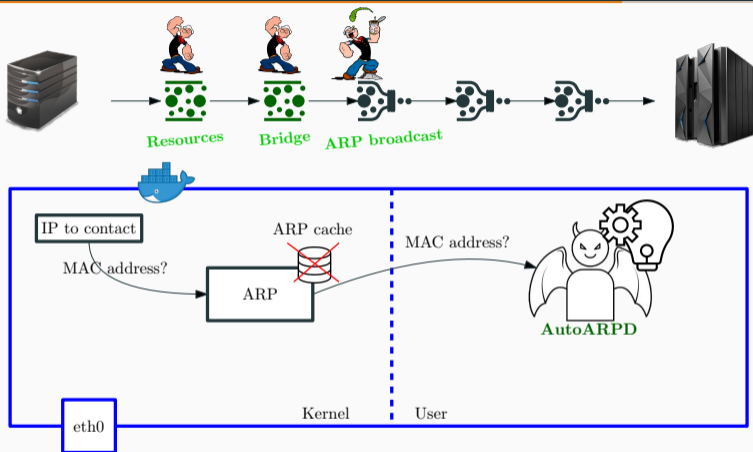 Resources
Bridge
ARP broadcast
IP to contact
MAC address?
ARP
ARP cache
MAC address?
AutoARPD
Kernel
User
eth0